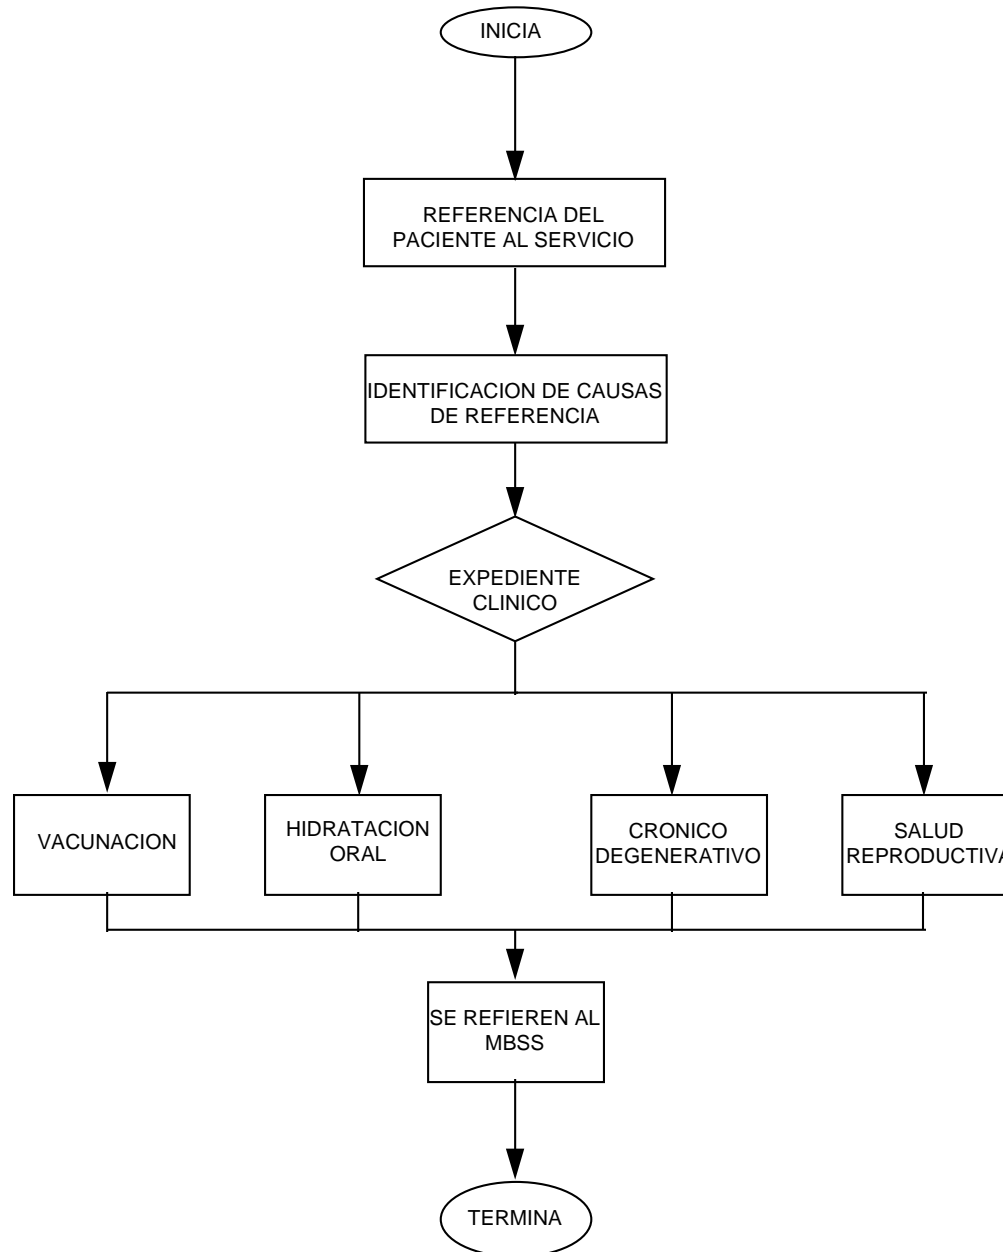 INICIA
REFERENCIA DEL
PACIENTE AL SERVICIO
IDENTIFICACION DE CAUSAS
DE REFERENCIA
EXPEDIENTE
CLINICO
VACUNACION
HIDRATACION
ORAL
CRONICO
DEGENERATIVO
SALUD
REPRODUCTIVA
SE REFIEREN AL
MBSS
TERMINA